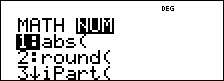 DEG
MATH NUM
1:abs(
2:round(
3↓iPart(